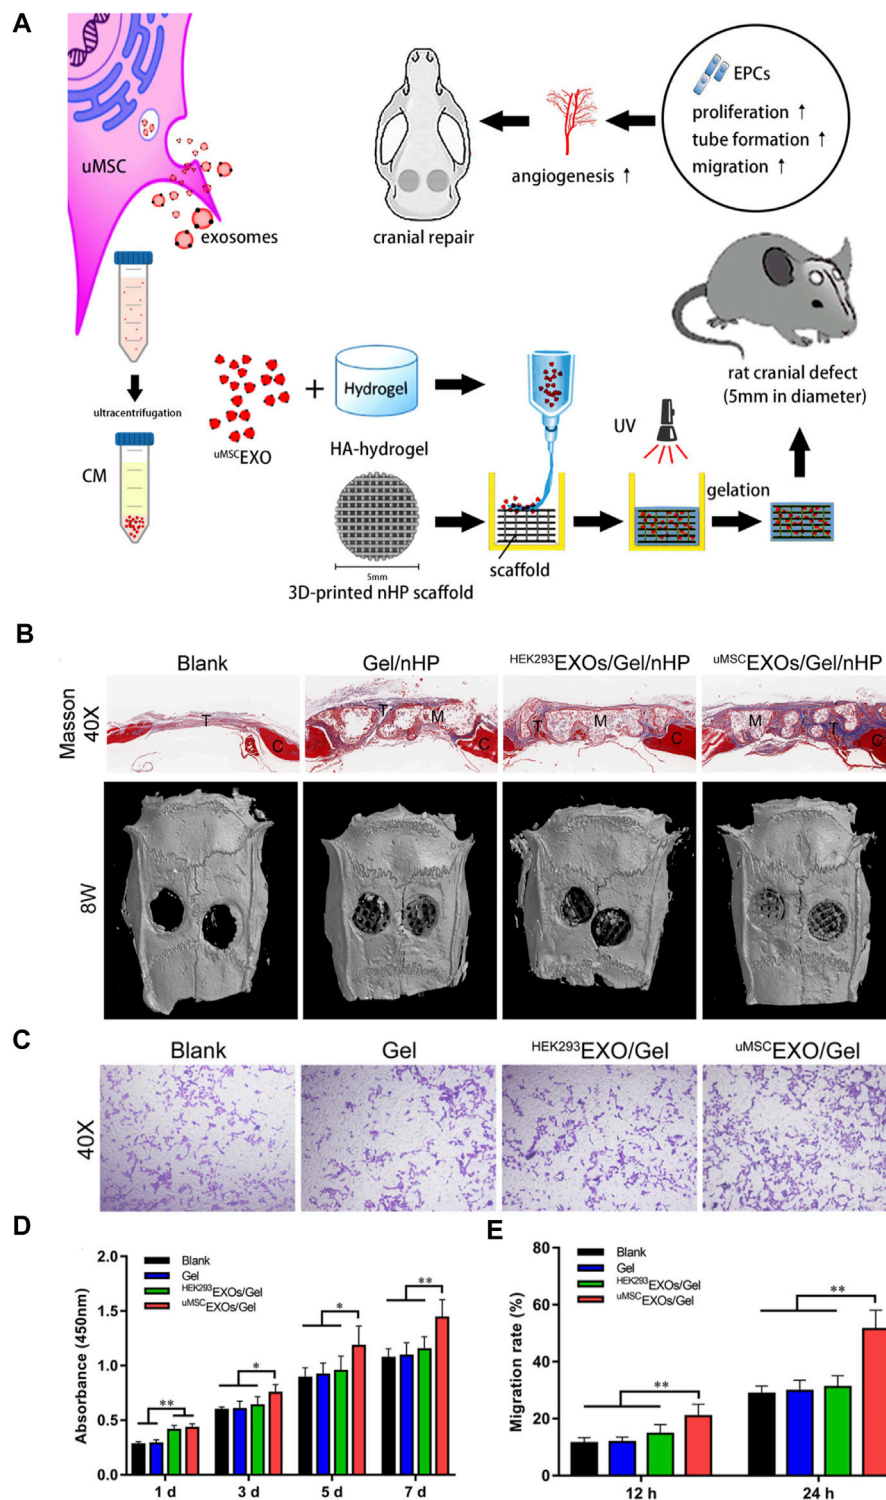 A
uMSC
exosomes
ultracentrifugation
CM
uMSCEXO
+
Hydrogel
HA-hydrogel
5mm
3D-printed nHP scaffold
scaffold
UV
gelation
rat cranial defect
(5mm in diameter)
EPCs
proliferation ↑
tube formation ↑
migration ↑
angiogenesis ↑
cranial repair
B
Blank
Gel/nHP
HEK293EXOs/Gel/nHP
uMSCEXOs/Gel/nHP
Masson
40X
T
C
T
M
T
M
C
M
T
C
8W
C
Blank
Gel
HEK293EXO/Gel
uMSCEXO/Gel
40X
D
Absorbance (450nm)
2.0
1.5
1.0
0.5
0.0
Blank
Gel
HEK293EXOs/Gel
uMSCEXOs/Gel
**
*
*
**
1 d
3 d
5 d
7 d
E
Migration rate (%)
80
60
40
20
0
Blank
Gel
HEK293EXOs/Gel
uMSCEXOs/Gel
**
**
12 h
24 h